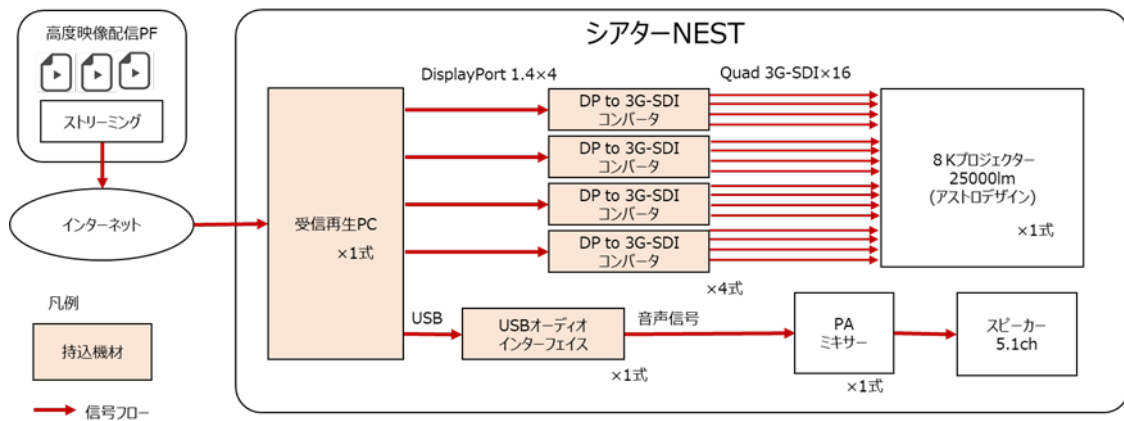 高度映像配信PF
ストリーミング
インターネット
凡例
持込機材
信号フロー
シアターNEST
DisplayPort 1.4×4
Quad 3G-SDI×16
受信再生PC
×1式
DP to 3G-SDI
コンバータ
DP to 3G-SDI
コンバータ
DP to 3G-SDI
コンバータ
DP to 3G-SDI
コンバータ
×4式
8Kプロジェクター
25000lm
(アストロデザイン)
×1式
USB
USBオーディオ
インターフェイス
×1式
音声信号
PA
ミキサー
×1式
スピーカー
5.1ch